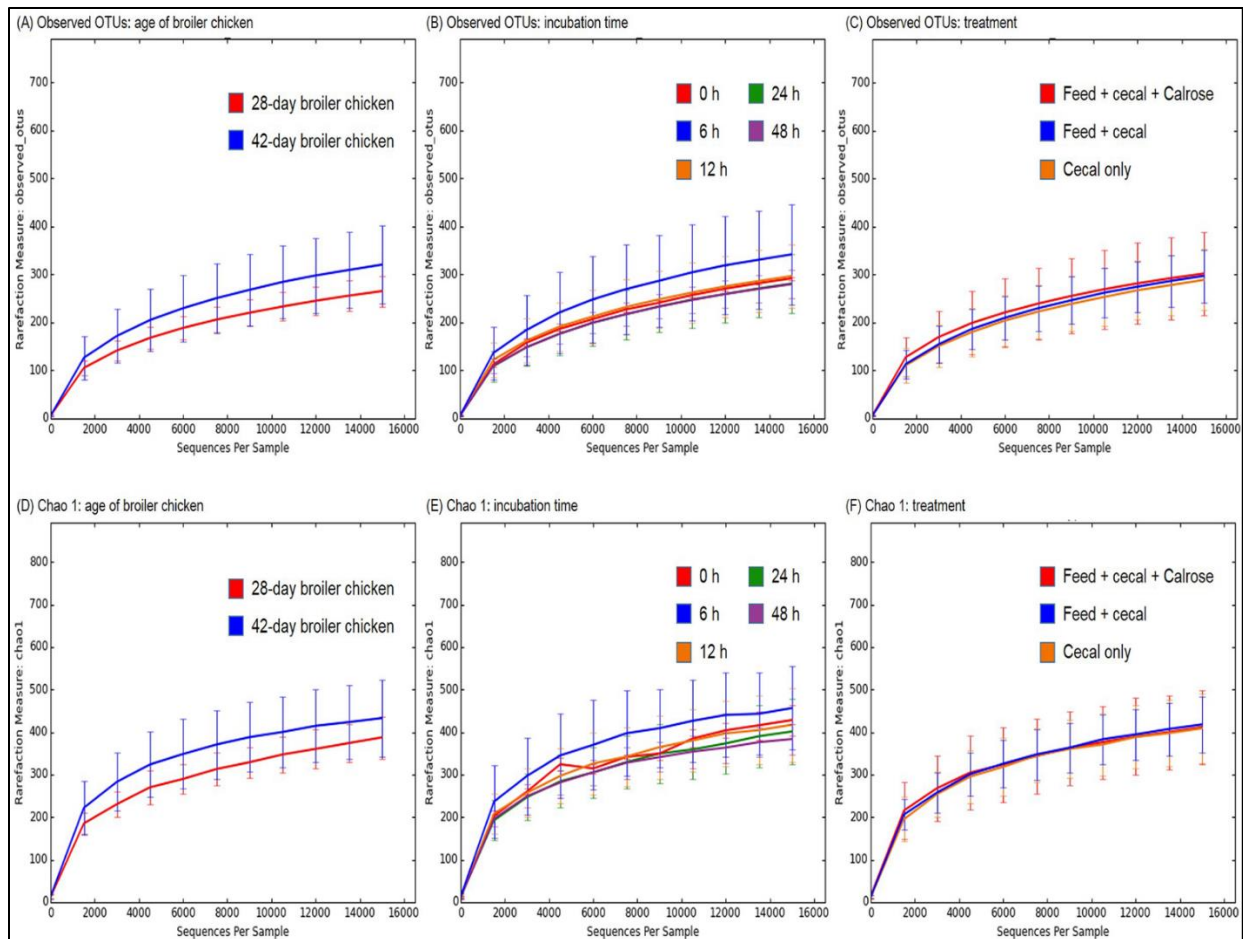 (A) Observed OTUs: age of broiler chicken
Rarefaction Measure: observed_otus
700
600
500
400
300
200
100
0
28-day broiler chicken
42-day broiler chicken
0 2000 4000 6000 8000 10000 12000 14000 16000
Sequences Per Sample
(B) Observed OTUs: incubation time
Rarefaction Measure: observed_otus
700
600
500
400
300
200
100
0
0 h 24 h
6 h 48 h
12 h
0 2000 4000 6000 8000 10000 12000 14000 16000
Sequences Per Sample
(C) Observed OTUs: treatment
Rarefaction Measure: observed_otus
700
600
500
400
300
200
100
0
Feed + cecal + Calrose
Feed + cecal
Cecal only
0 2000 4000 6000 8000 10000 12000 14000 16000
Sequences Per Sample
(D) Chao 1: age of broiler chicken
Rarefaction Measure: chao1
800
700
600
500
400
300
200
100
0
28-day broiler chicken
42-day broiler chicken
0 2000 4000 6000 8000 10000 12000 14000 16000
Sequences Per Sample
(E) Chao 1: incubation time
Rarefaction Measure: chao1
800
700
600
500
400
300
200
100
0
0 h 24 h
6 h 48 h
12 h
0 2000 4000 6000 8000 10000 12000 14000 16000
Sequences Per Sample
(F) Chao 1: treatment
Rarefaction Measure: chao1
800
700
600
500
400
300
200
100
0
Feed + cecal + Calrose
Feed + cecal
Cecal only
0 2000 4000 6000 8000 10000 12000 14000 16000
Sequences Per Sample